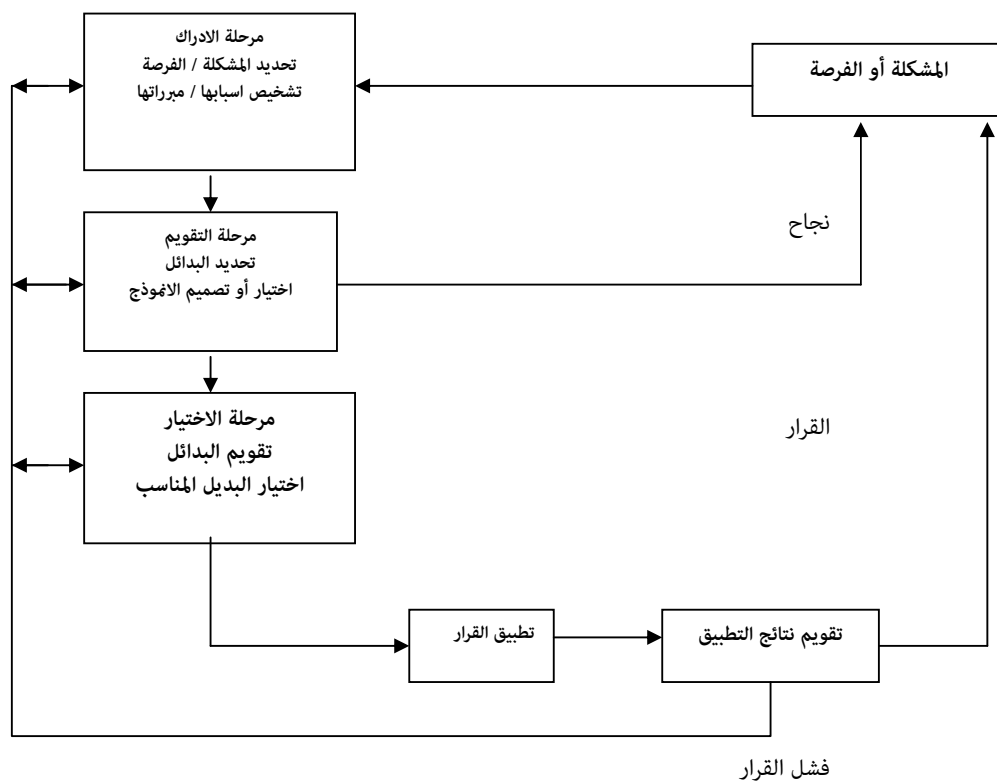 المشكلة أو الفرصة
مرحلة الادراك
تحديد المشكلة / الفرصة
تشخيص اسبابها / مبرراتها
نجاح
مرحلة التقويم
تحديد البدائل
اختيار أو تصميم الانموذج
القرار
مرحلة الاختيار
تقويم البدائل
اختيار البديل المناسب
تطبيق القرار
تقويم نتائج التطبيق
فشل القرار